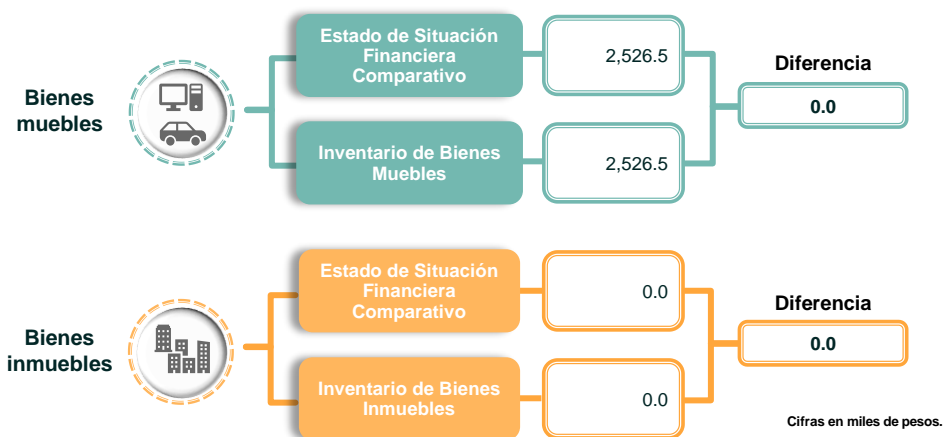 Bienes
muebles
Estado de Situación
Financiera
Comparativo
2,526.5
Inventario de Bienes
Muebles
2,526.5
Diferencia
0.0
Bienes
inmuebles
Estado de Situación
Financiera
Comparativo
0.0
Inventario de Bienes
Inmuebles
0.0
Diferencia
0.0
Cifras en miles de pesos.